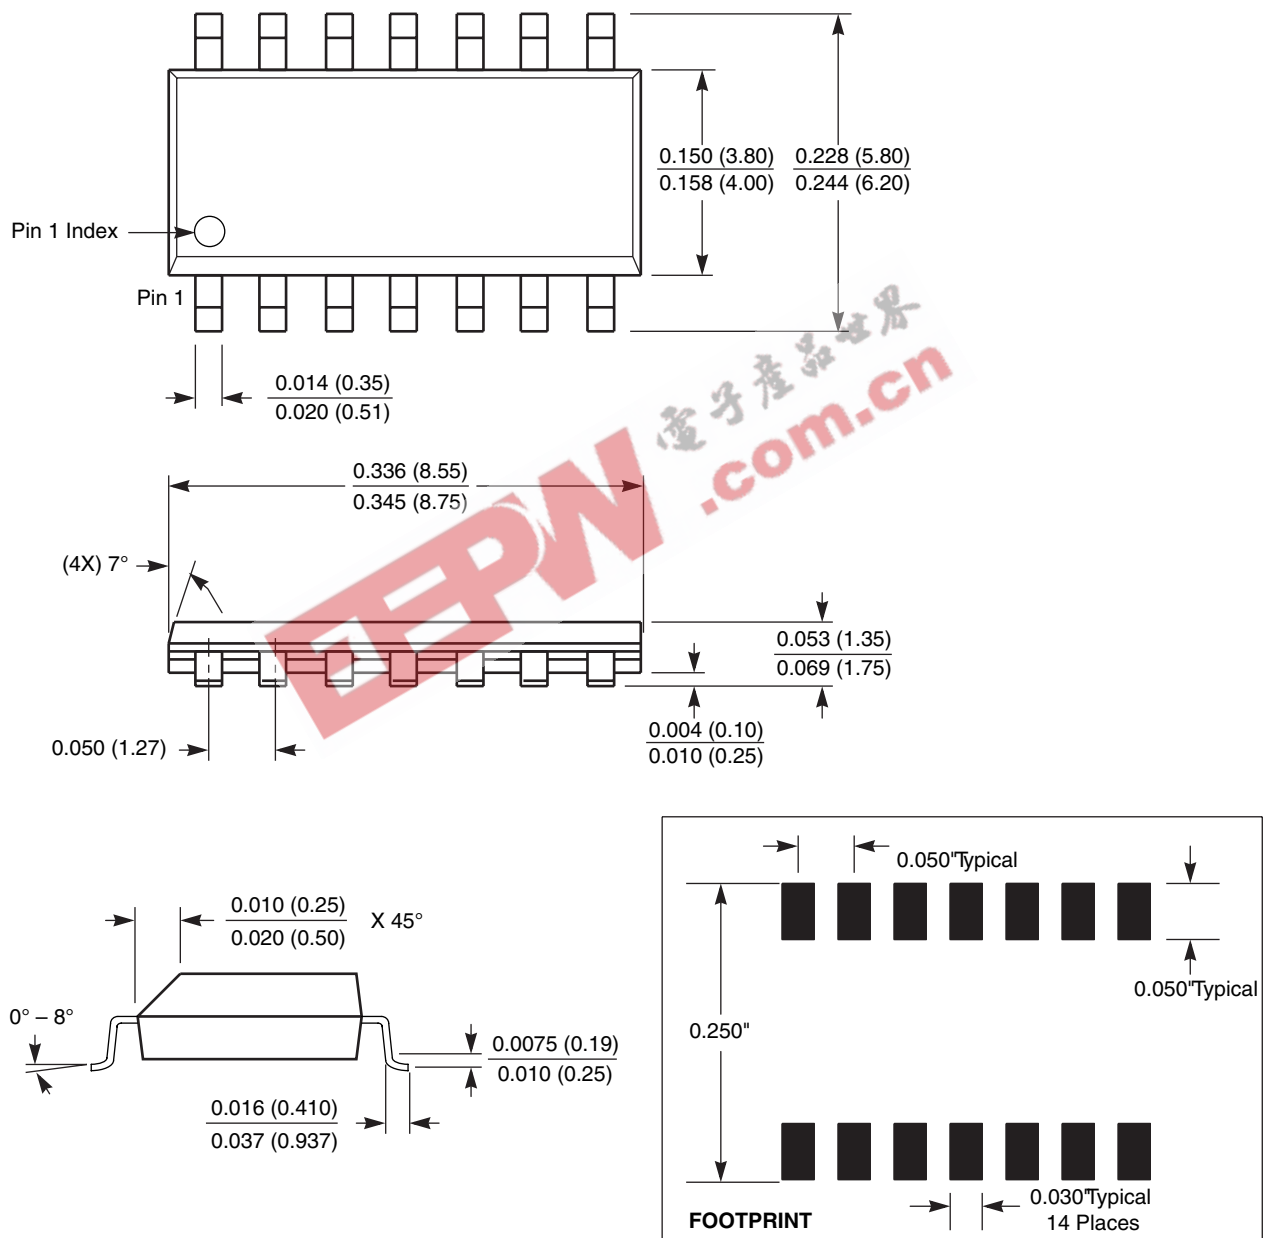 0.150 (3.80)
0.158 (4.00)
0.228 (5.80)
0.244 (6.20)
Pin 1 Index
Pin 1
0.014 (0.35)
0.020 (0.51)
電子產品世界
.com.cn
EEPW
0.336 (8.55)
0.345 (8.75)
(4X) 7°
0.053 (1.35)
0.069 (1.75)
0.004 (0.10)
0.010 (0.25)
0.050 (1.27)
0.010 (0.25)
0.020 (0.50)
X 45°
0° – 8°
0.0075 (0.19)
0.010 (0.25)
0.016 (0.410)
0.037 (0.937)
0.050"Typical
0.050"Typical
0.250"
0.030"Typical
14 Places
FOOTPRINT